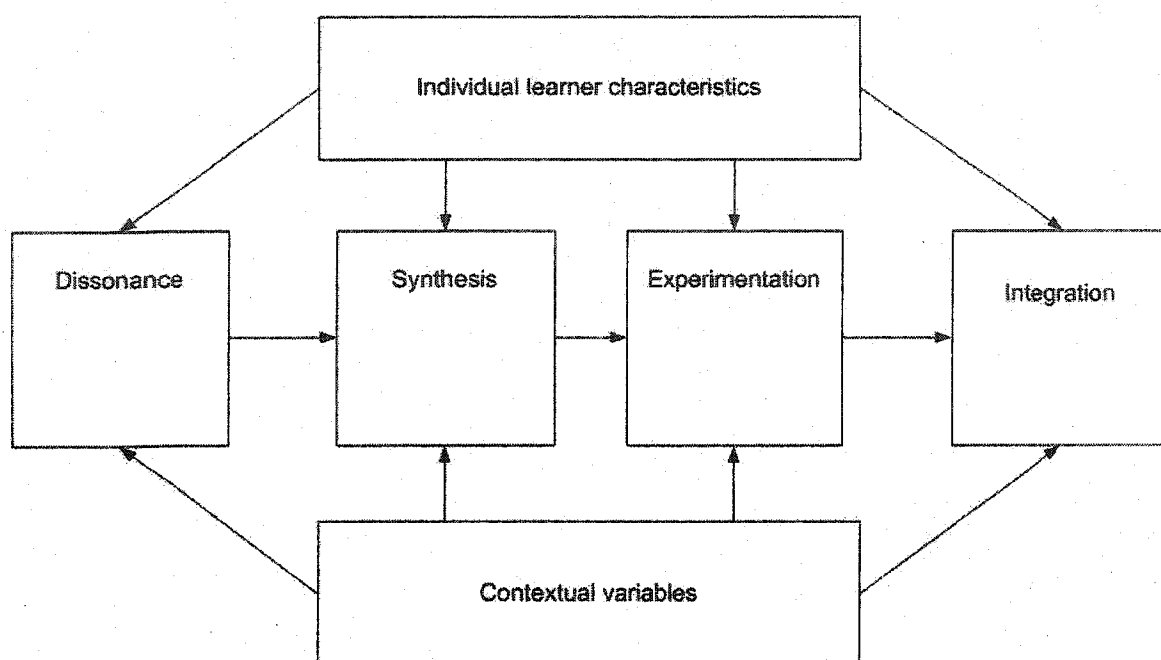 Individual learner characteristics
Dissonance
Synthesis
Experimentation
Integration
Contextual variables